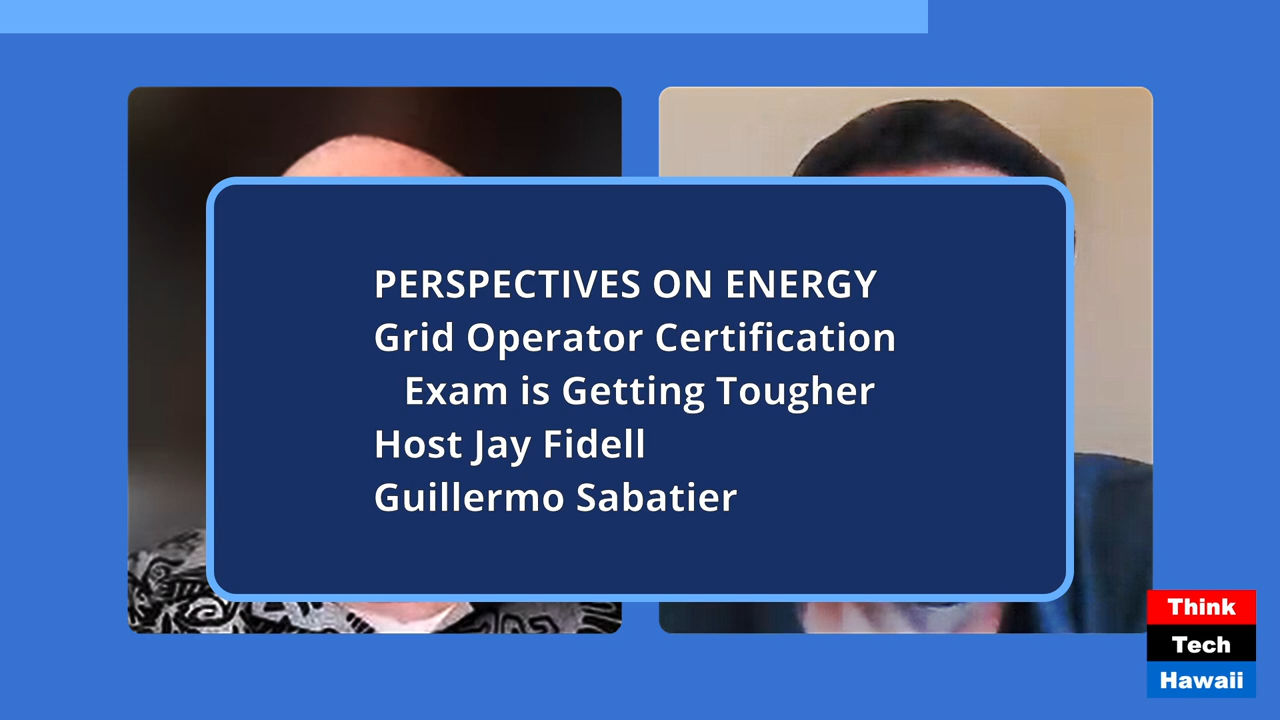 PERSPECTIVES ON ENERGY
Grid Operator Certification
Exam is Getting Tougher
Host Jay Fidell
Guillermo Sabatier
Think
Tech
Hawaii